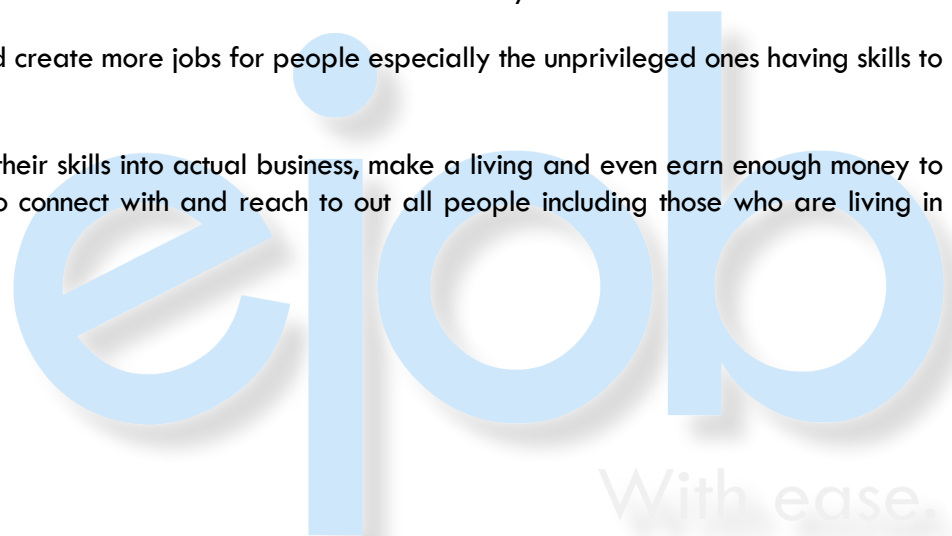 create more jobs for people especially the unprivileged ones having skills to
their skills into actual business, make a living and even earn enough money to
connect with and reach to out all people including those who are living in
ejob
With ease.